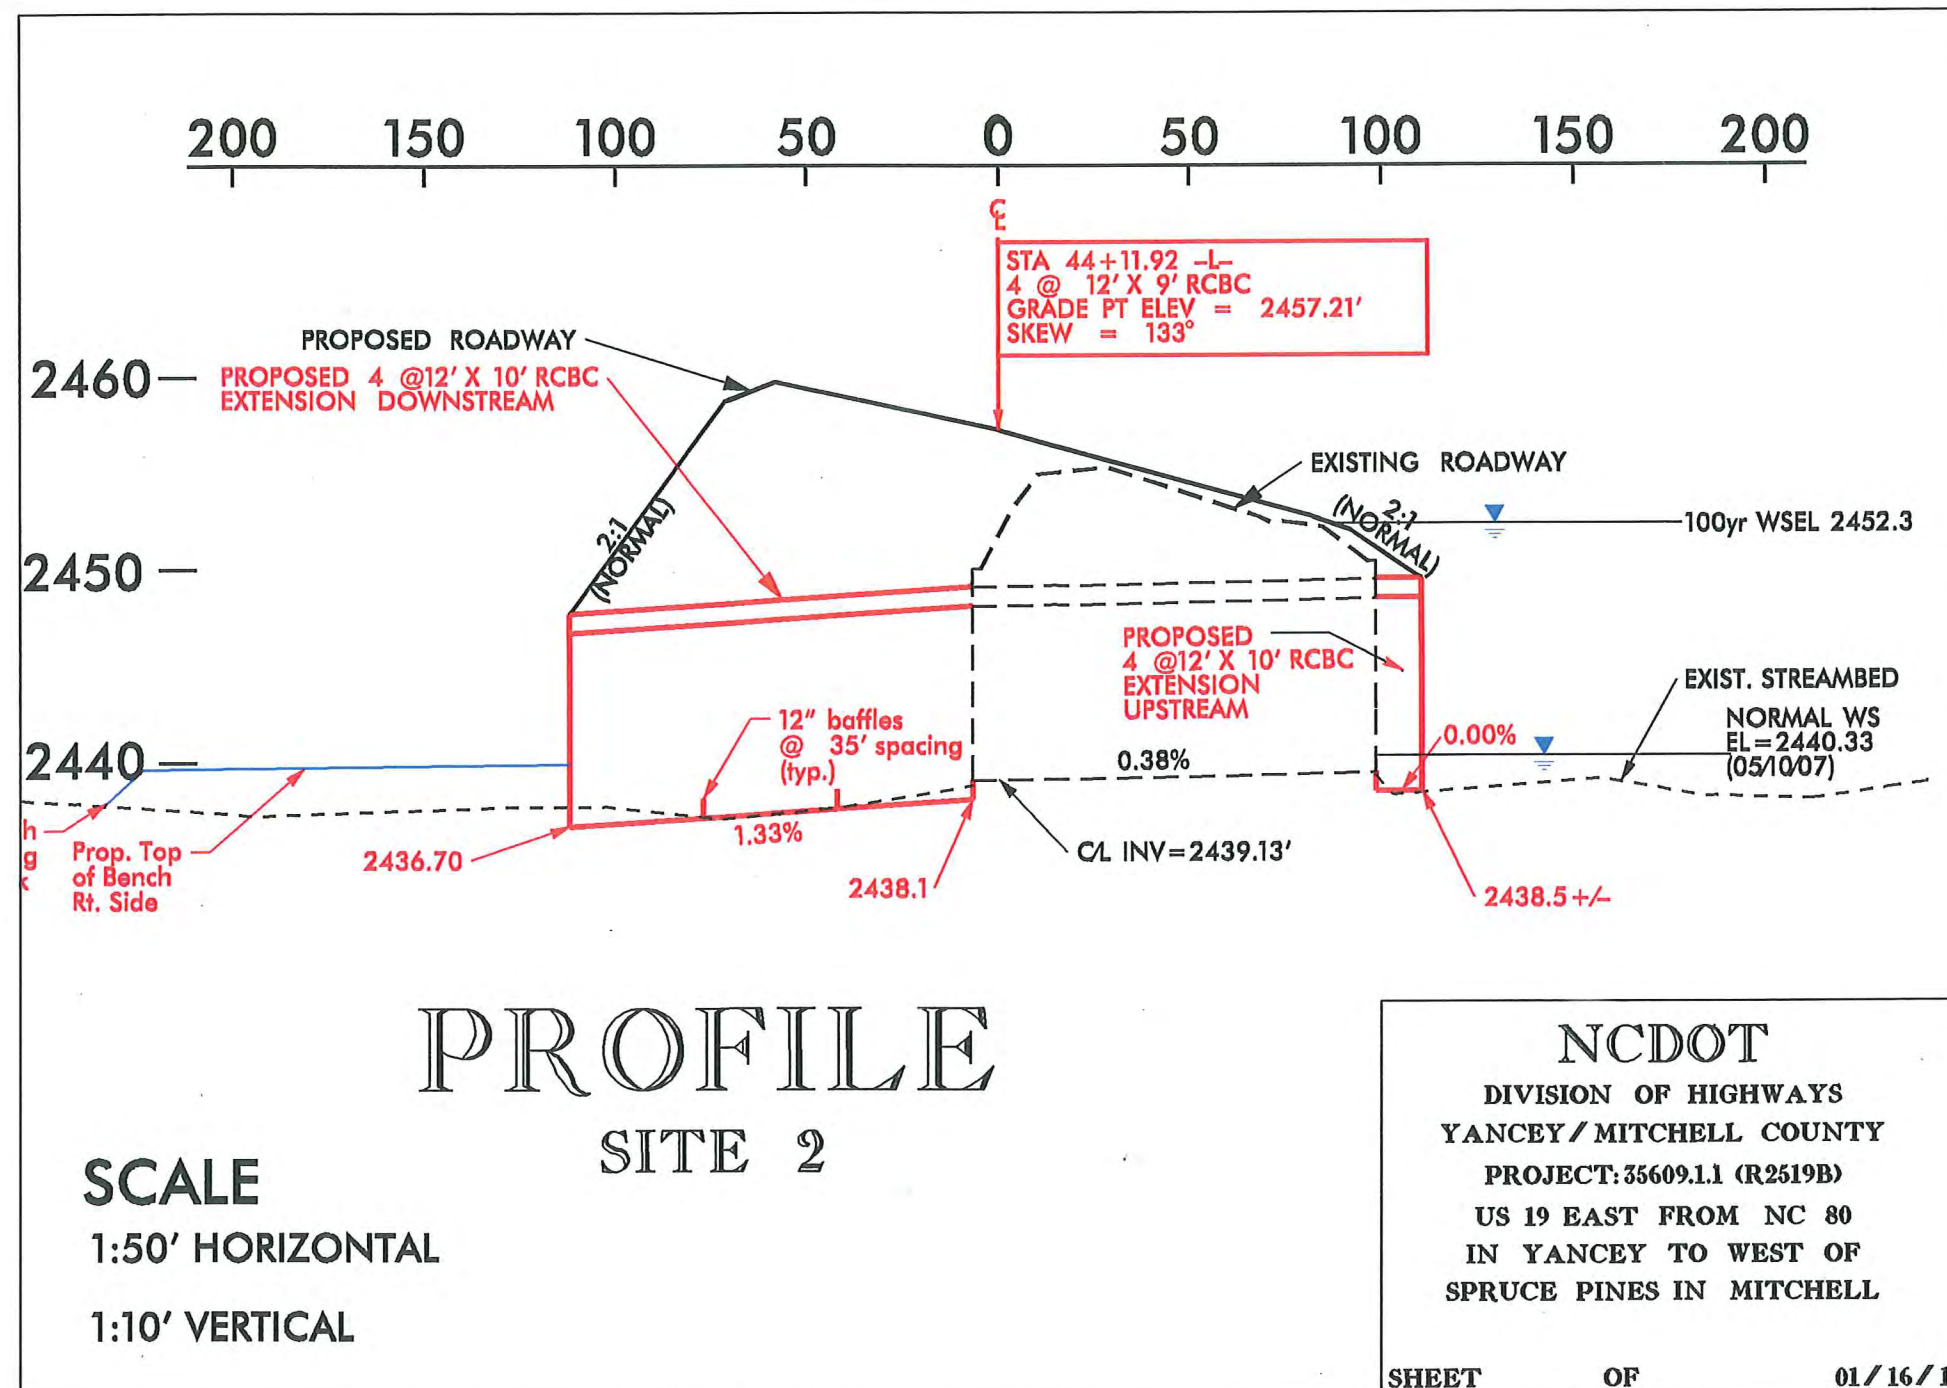 200 150 100 50 0 50 100 150 200
CL
STA 44+11.92 -L-
4 @ 12' X 9' RCBC
GRADE PT ELEV = 2457.21'
SKEW = 133°
PROPOSED ROADWAY
2460
PROPOSED 4 @12' X 10' RCBC
EXTENSION DOWNSTREAM
EXISTING ROADWAY
2:1
(NORMAL)
2:1
(NORMAL)
100yr WSEL 2452.3
2450
PROPOSED
4 @12' X 10' RCBC
EXTENSION
UPSTREAM
EXIST. STREAMBED
NORMAL WS
EL=2440.33
(05/10/07)
12" baffles
@ 35' spacing
(typ.)
0.00%
2440
0.38%
1.33%
h
g
Prop. Top
of Bench
Rt. Side
2436.70
2438.1
C/L INV=2439.13'
2438.5+/-
PROFILE
SITE 2
SCALE
1:50' HORIZONTAL
1:10' VERTICAL
NCDOT
DIVISION OF HIGHWAYS
YANCEY/MITCHELL COUNTY
PROJECT:35609.1.1 (R2519B)
US 19 EAST FROM NC 80
IN YANCEY TO WEST OF
SPRUCE PINES IN MITCHELL
SHEET OF 01/16/1